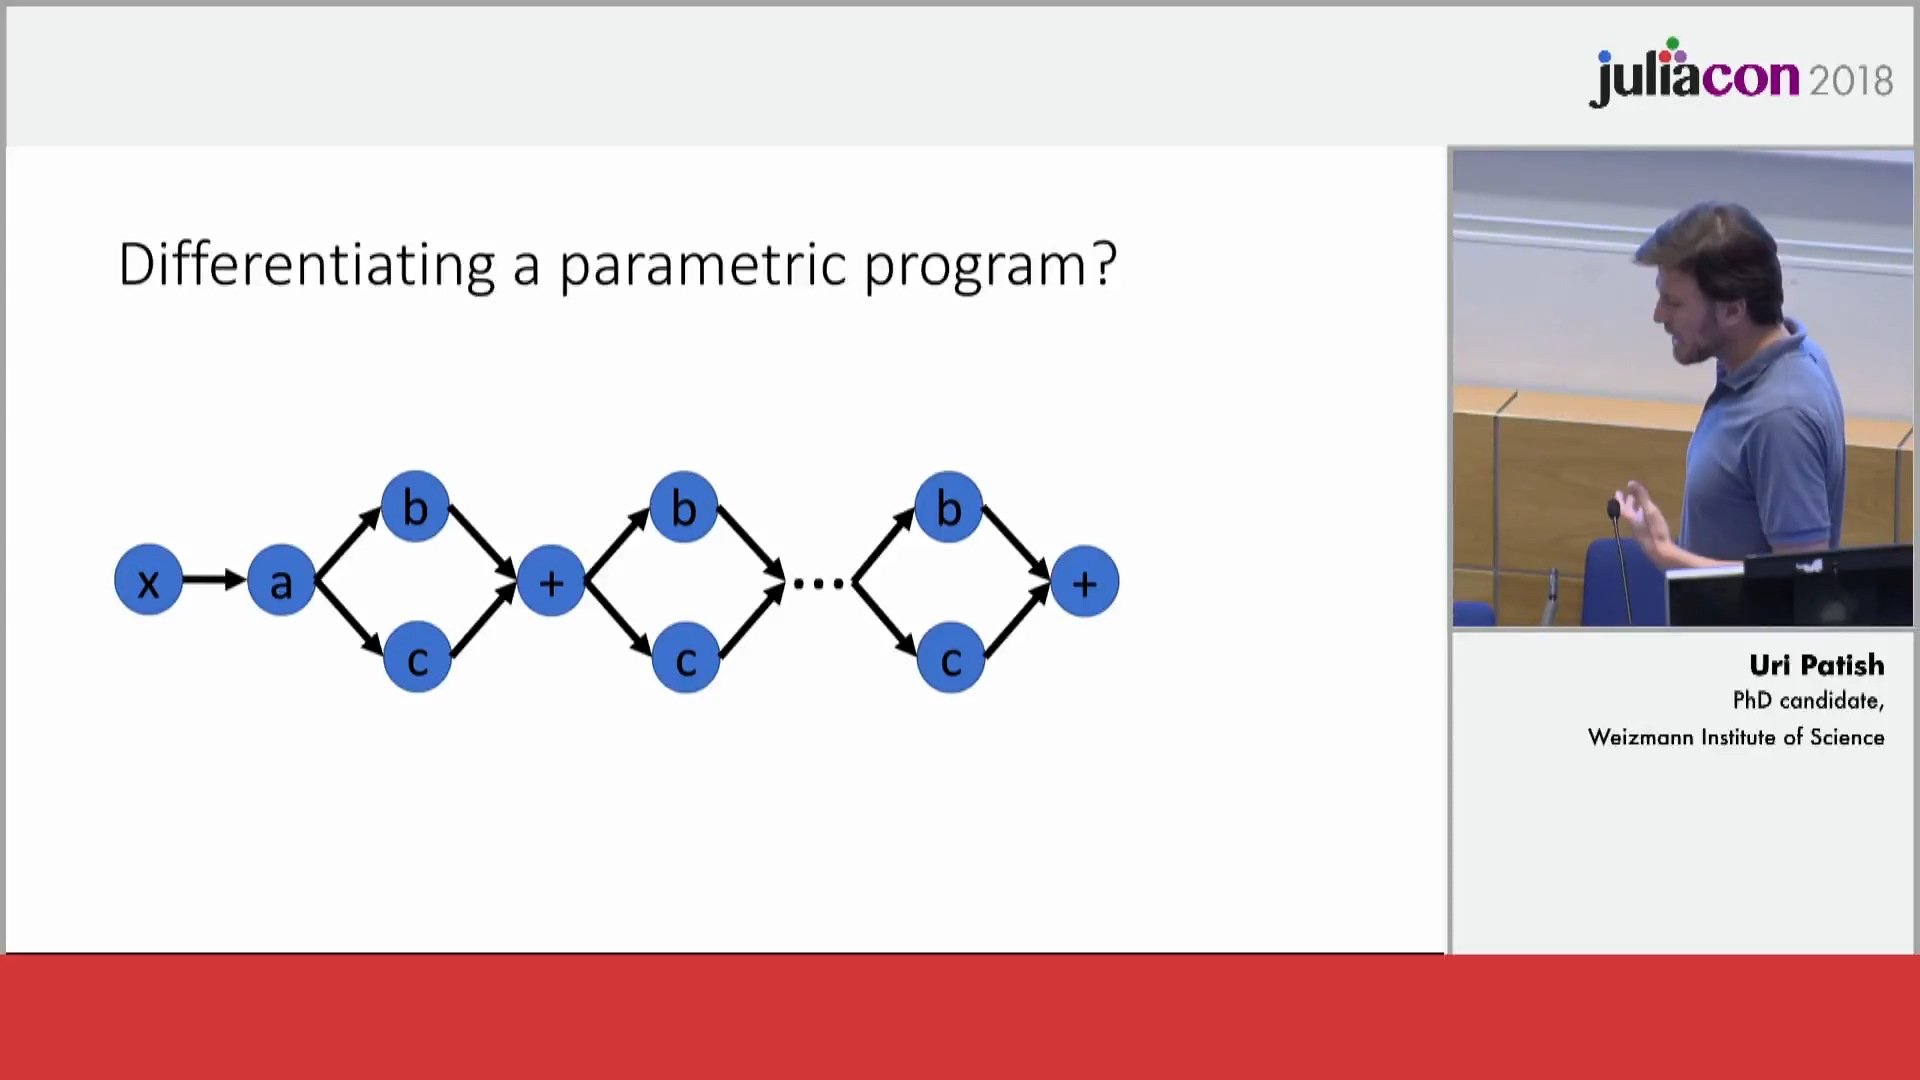 juliacon 2018
Differentiating a parametric program?
b b b
x a + ... +
c c c
Uri Patish
PhD candidate,
Weizmann Institute of Science